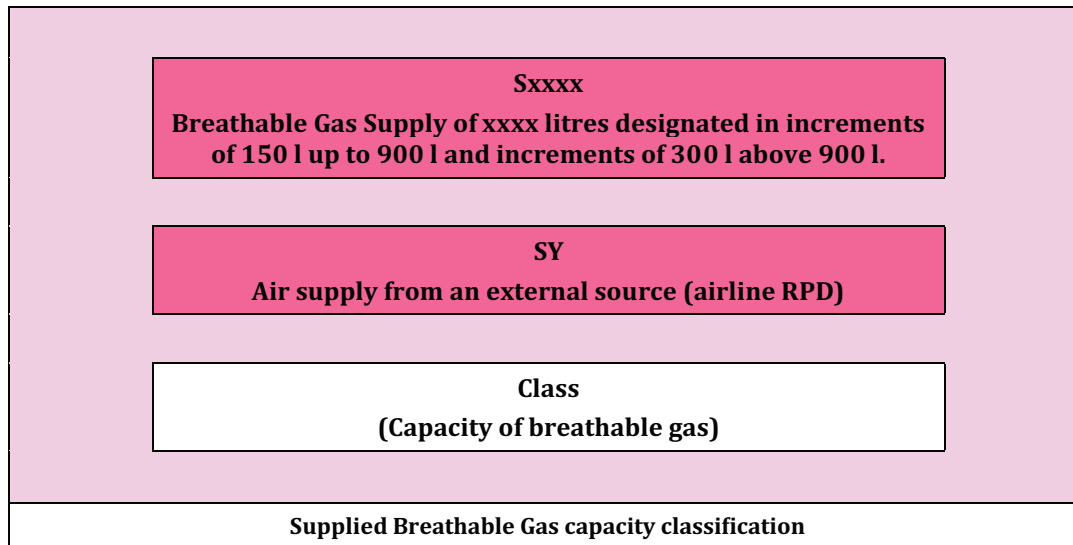 Sxxxx
Breathable Gas Supply of xxxx litres designated in increments
of 150 l up to 900 l and increments of 300 l above 900 l.
SY
Air supply from an external source (airline RPD)
Class
(Capacity of breathable gas)
Supplied Breathable Gas capacity classification